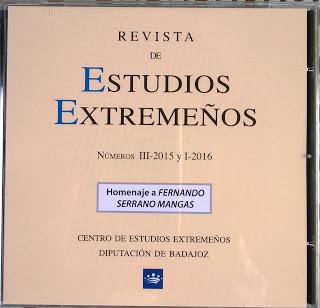 REVISTA
DE
ESTUDIOS
EXTREMEÑOS
NÚMEROS III-2015 y I-2016
Homenaje a FERNANDO
SERRANO MANGAS
CENTRO DE ESTUDIOS EXTREMEÑOS
DIPUTACIÓN DE BADAJOZ